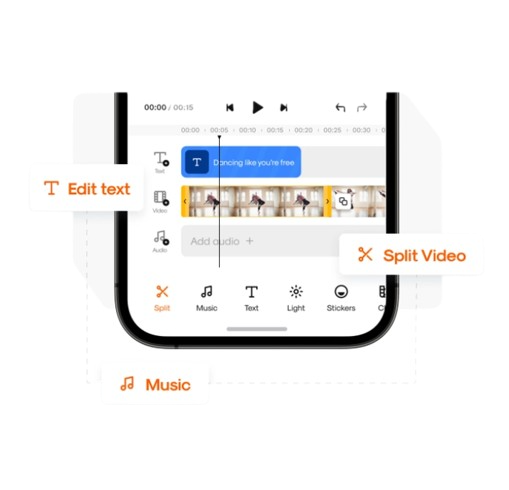 00:00 / 00:15
00:00 00:05 00:10 00:15 00:20 00:25 00:30 0
Text
T Dancing like you're free
Edit text
Video
Audio
Add audio +
Split Video
Split Music Text Light Stickers
Music